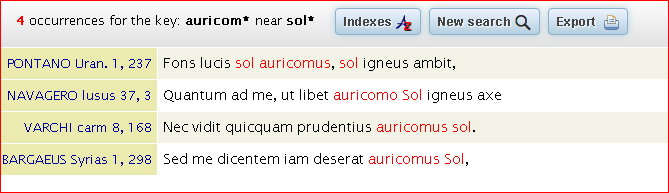 4 occurrences for the key: auricom* near sol* Indexes New search Export
PONTANO Uran. 1, 237 Fons lucis sol auricomus, sol igneus ambit,
NAVAGERO lusus 37, 3 Quantum ad me, ut libet auricomo Sol igneus axe
VARCHI carm 8, 168 Nec vidit quicquam prudentius auricomus sol.
BARGAEUS Syrias 1, 298 Sed me dicentem iam deserat auricomus Sol,